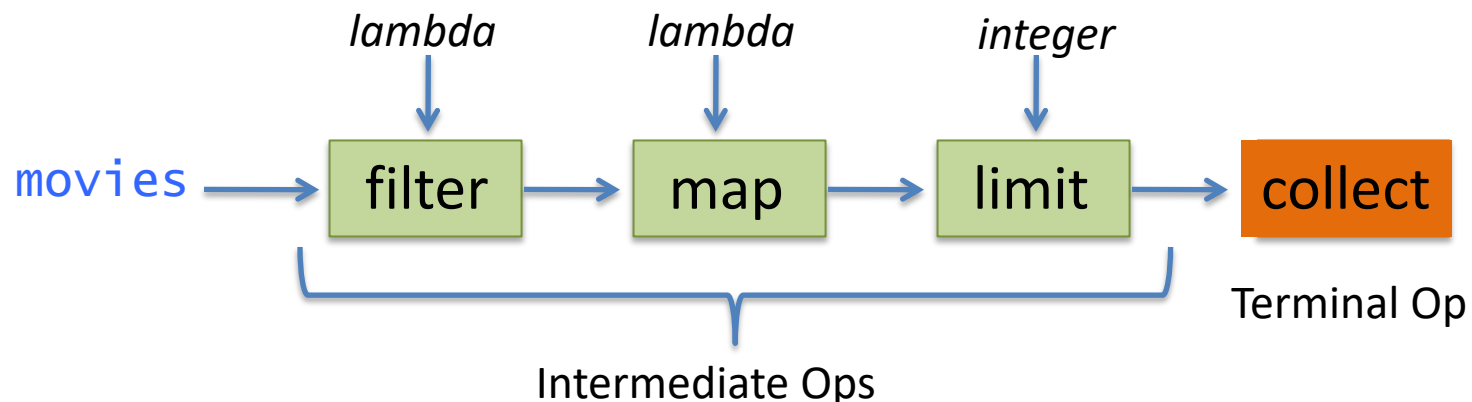 lambda lambda integer
movies filter map limit collect
Terminal Op
Intermediate Ops